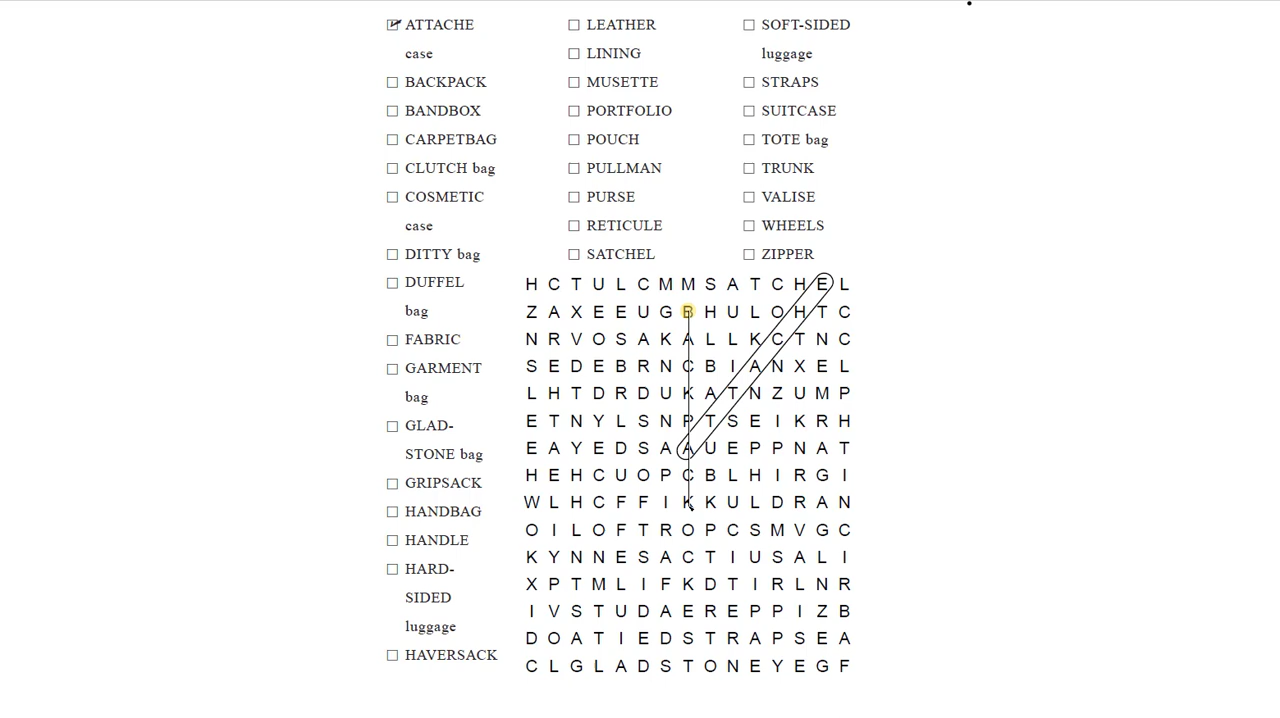 ATTACHE
case
BACKPACK
BANDBOX
CARPETBAG
CLUTCH bag
COSMETIC
case
DITTY bag
DUFFEL
bag
FABRIC
GARMENT
bag
GLAD-
STONE bag
GRIPSACK
HANDBAG
HANDLE
HARD-
SIDED
luggage
HAVERSACK
LEATHER
LINING
MUSETTE
PORTFOLIO
POUCH
PULLMAN
PURSE
RETICULE
SATCHEL
SOFT-SIDED
luggage
STRAPS
SUITCASE
TOTE bag
TRUNK
VALISE
WHEELS
ZIPPER
H C T U L C M M S A T C H E L
Z A X E E U G B H U L O H T C
N R V O S A K A L L K C T N C
S E D E B R N C B I A N X E L
L H T D R D U K A T N Z U M P
E T N Y L S N P T S E I K R H
E A Y E D S A A U E P P N A T
H E H C U O P C B L H I R G I
W L H C F F I K K U L D R A N
O I L O F T R O P C S M V G C
K Y N N E S A C T I U S A L I
X P T M L I F K D T I R L N R
I V S T U D A E R E P P I Z B
D O A T I E D S T R A P S E A
C L G L A D S T O N E Y E G F